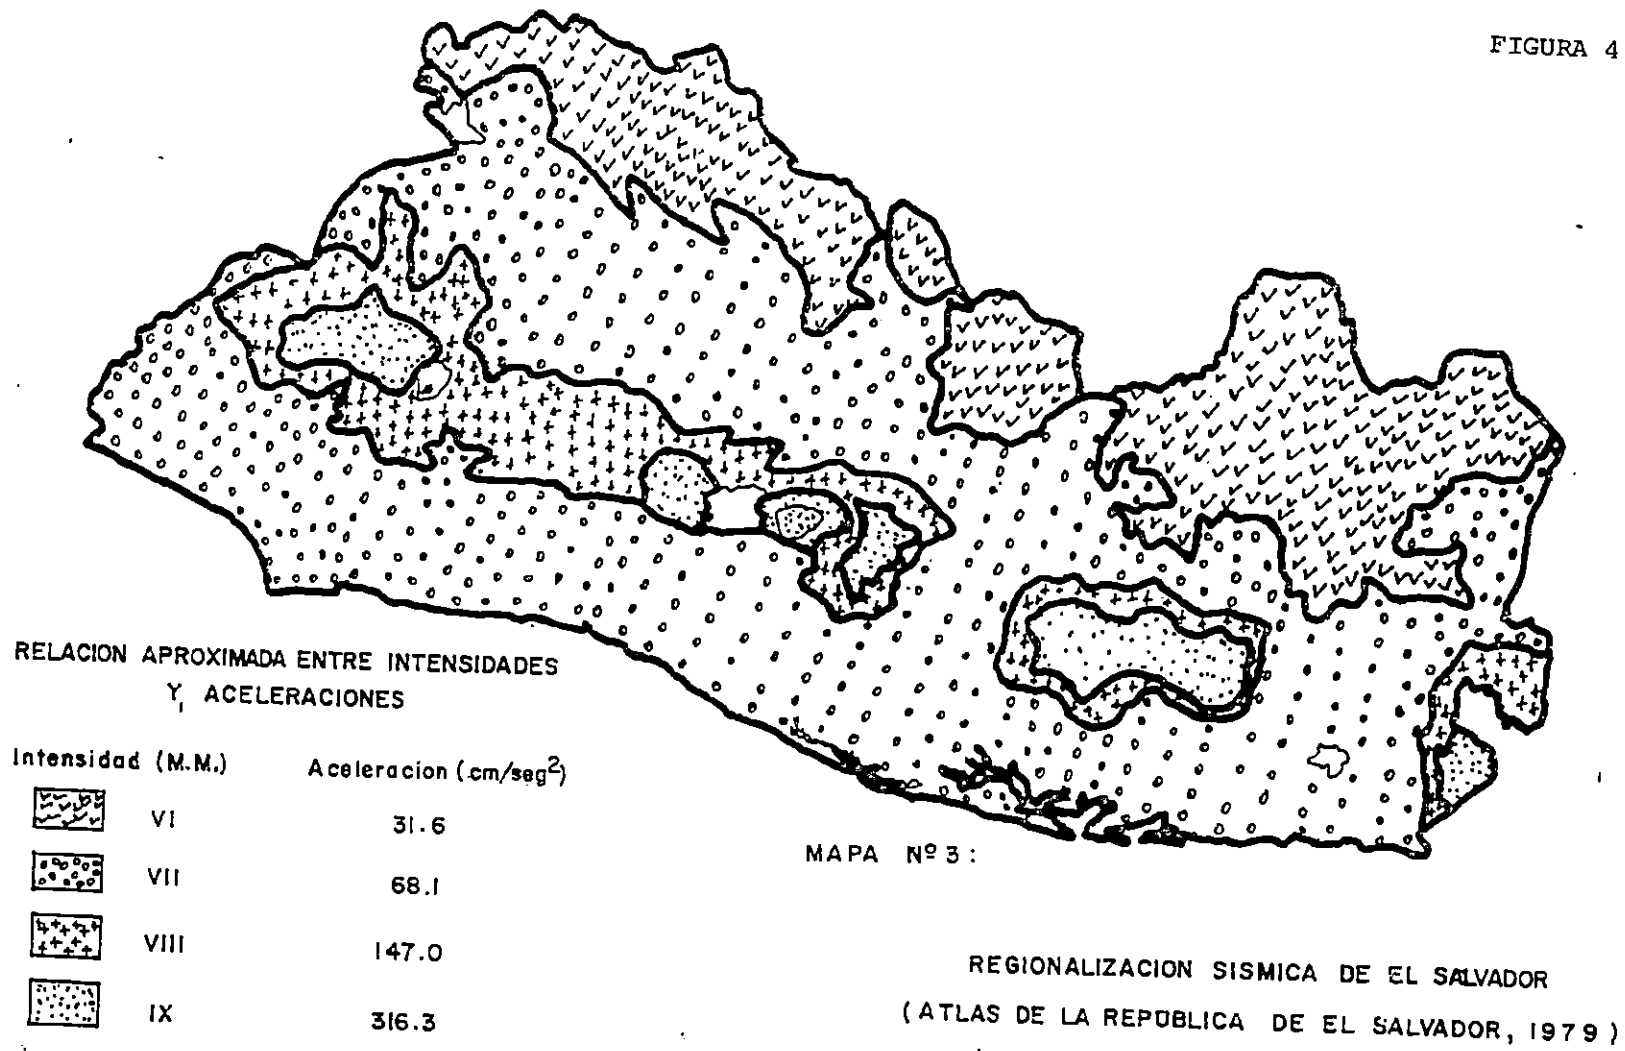 FIGURA 4
RELACION APROXIMADA ENTRE INTENSIDADES
Y, ACELERACIONES
Intensidad (M.M.) Aceleracion (cm/seg²)
VI 31.6
VII 68.1
VIII 147.0
IX 316.3
MAPA Nº 3:
REGIONALIZACION SISMICA DE EL SALVADOR
(ATLAS DE LA REPUBLICA DE EL SALVADOR, 1979)